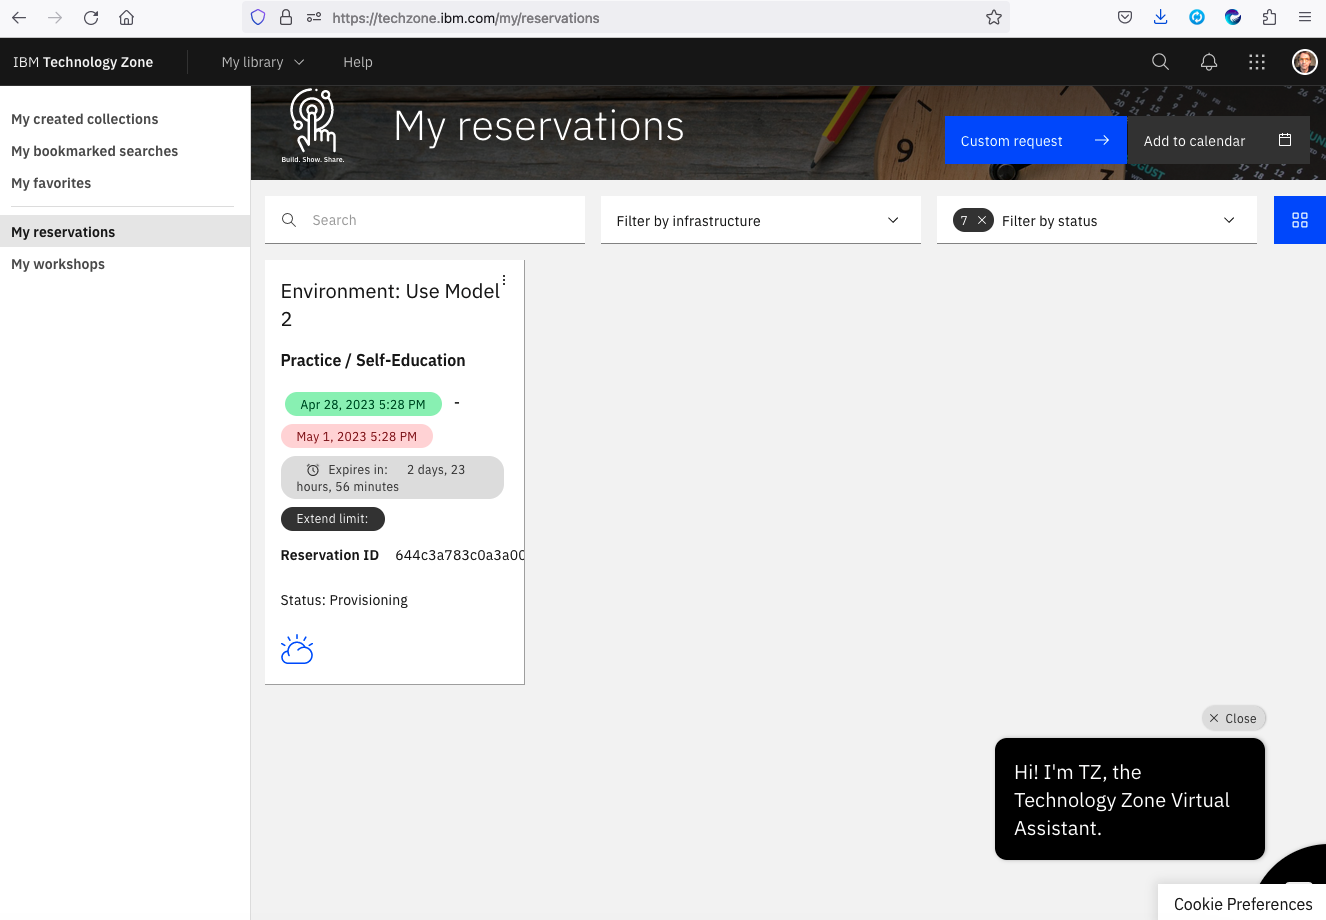 https://techzone.ibm.com/my/reservations
IBM Technology Zone
My library
Help
My created collections
My bookmarked searches
My favorites
My reservations
My workshops
Build. Show. Share.
My reservations
9
Custom request
Add to calendar
Search
Filter by infrastructure
7
Filter by status
Environment: Use Model
2
Practice / Self-Education
Apr 28, 2023 5:28 PM -
May 1, 2023 5:28 PM
Expires in: 2 days, 23
hours, 56 minutes
Extend limit:
Reservation ID 644c3a783c0a3a00
Status: Provisioning
Close
Hi! I'm TZ, the
Technology Zone Virtual
Assistant.
Cookie Preferences